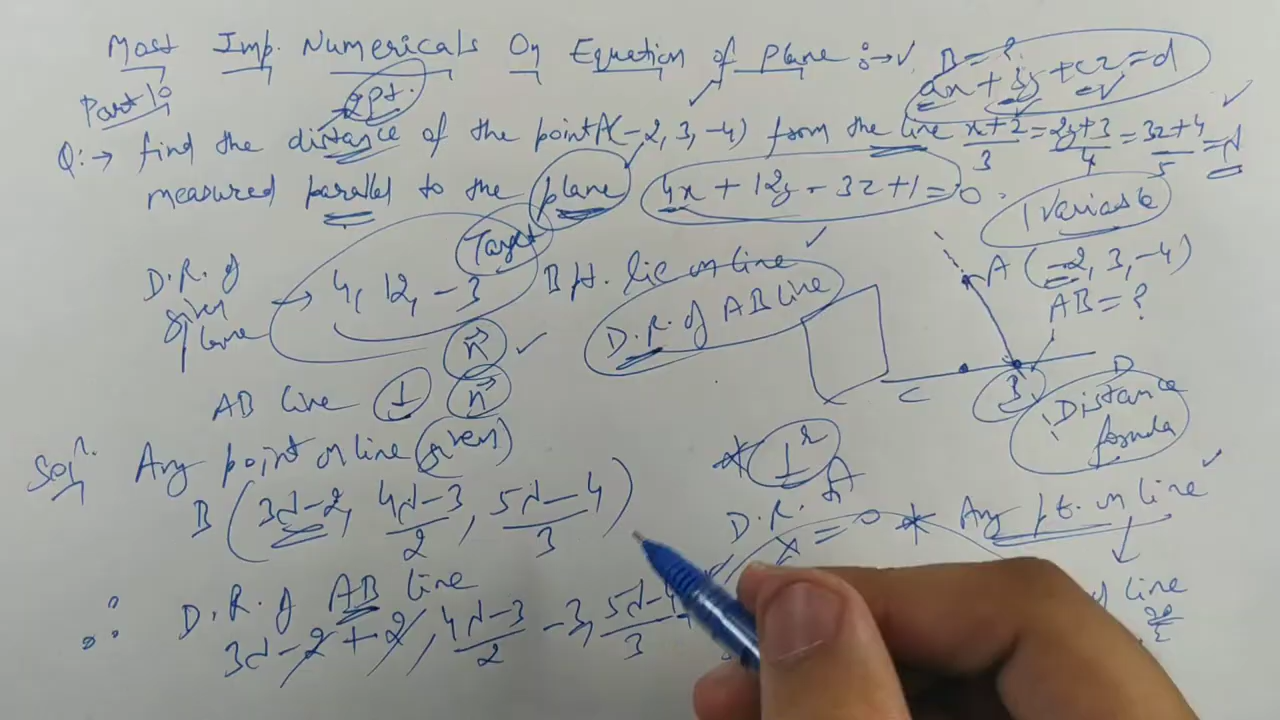 Most Imp. Numericals On Equation of Plane :→✓
B=?
ax + by + cz = d
Part 10
2pt.
Q:→ find the distance of the point A(-2, 3, -4) from the line x+2/3 = 2y+3/4 = 3z+4/5 = λ
measured parallel to the plane 4x + 12y - 3z + 1 = 0.
1 Variable
Target
D.R. of given plane → 4, 12, -3
B pt. lie on line
D.R. of AB line
A (-2, 3, -4)
AB = ?
n ✓
AB line ⊥ n
C B D
Distance formula
Sol. Any point on line (given)
B (3λ-2, 4λ-3/2, 5λ-4/3)
* ⊥r
D.R.
x = 0
* Any pt. on line
line
∴ D.R. of AB line
3λ-2+2, 4λ-3/2 - 3, 5λ-4/3